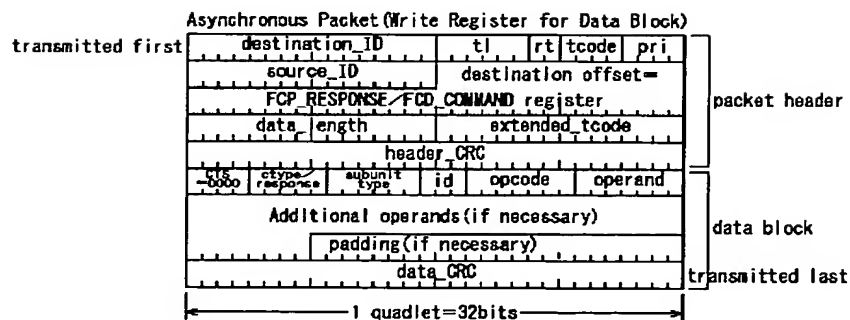 Asynchronous Packet(Write Register for Data Block)
transmitted first
destination_ID tl rt tcode pri
source_ID destination offset=
FCP_RESPONSE/FCD_COMMAND register
packet header
data_length extended_tcode
header_CRC
CTS =0000 ctype/ response subunit type id opcode operand
Additional operands(if necessary)
data block
padding(if necessary)
data_CRC
transmitted last
1 quadlet=32bits